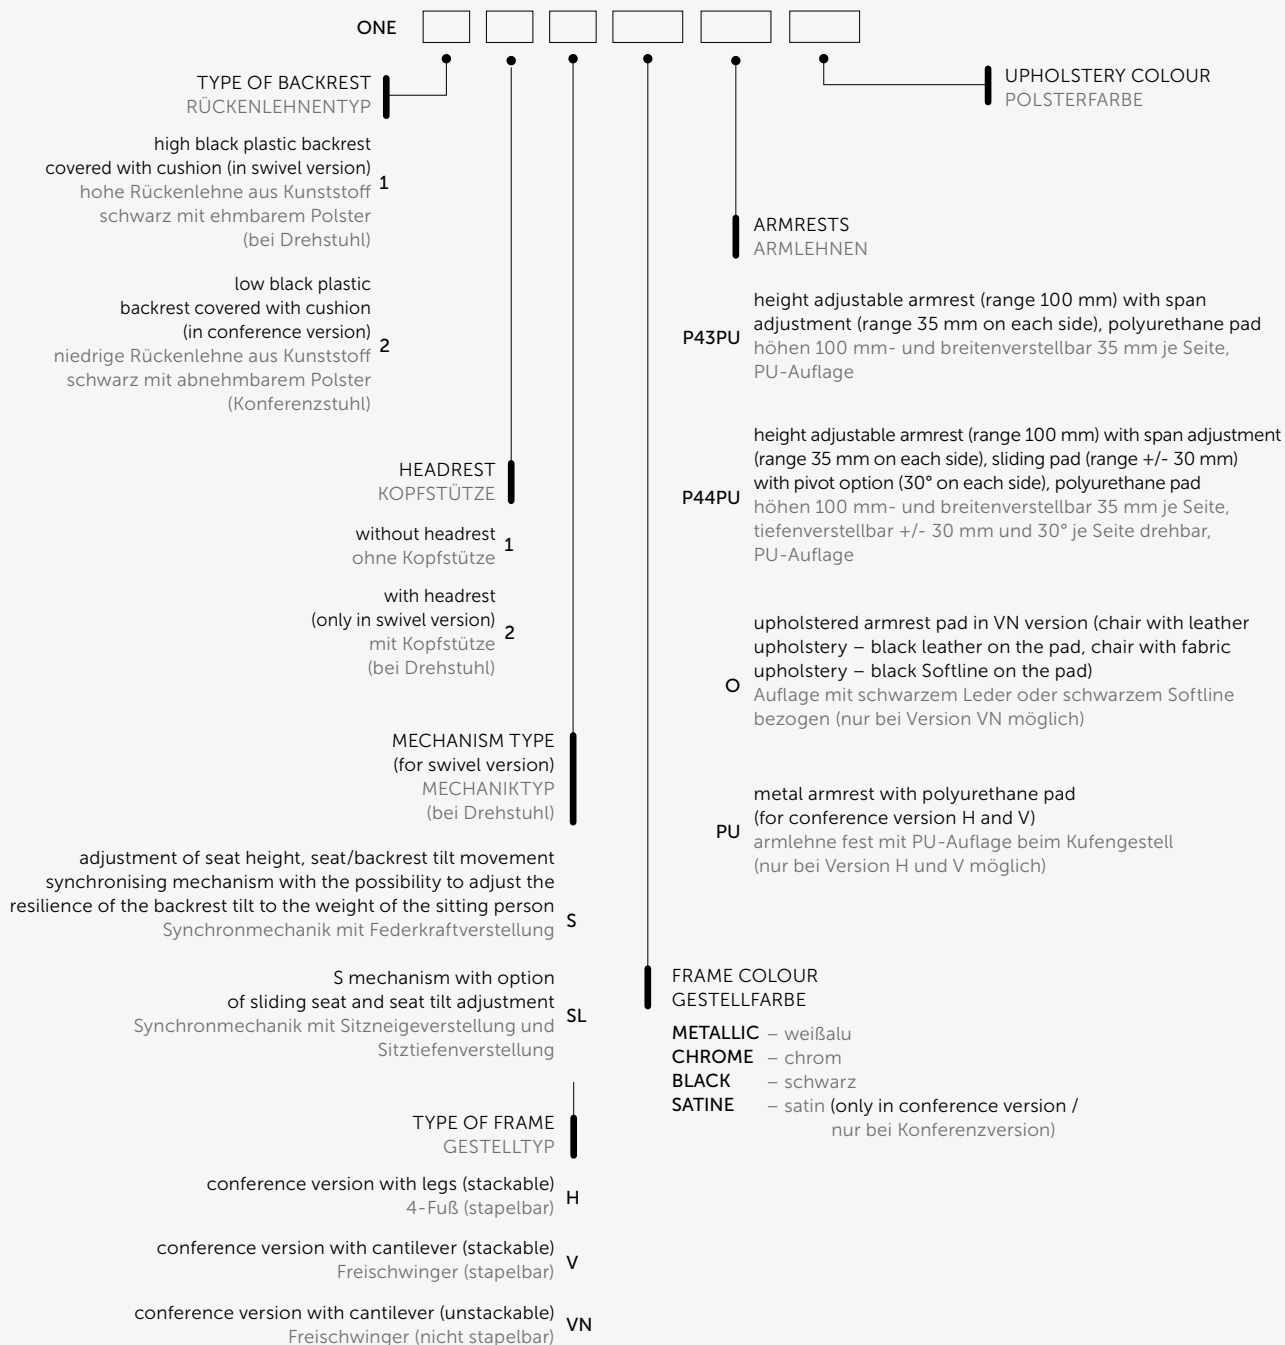 ONE
TYPE OF BACKREST
RÜCKENLEHNENTYP
high black plastic backrest
covered with cushion (in swivel version)
1
hohe Rückenlehne aus Kunststoff
schwarz mit ehmbarem Polster
(bei Drehstuhl)
low black plastic
backrest covered with cushion
(in conference version)
2
niedrige Rückenlehne aus Kunststoff
schwarz mit abnehmbarem Polster
(Konferenzstuhl)
HEADREST
KOPFSTÜTZE
without headrest
1
ohne Kopfstütze
with headrest
(only in swivel version)
2
mit Kopfstütze
(bei Drehstuhl)
MECHANISM TYPE
(for swivel version)
MECHANIKTYP
(bei Drehstuhl)
adjustment of seat height, seat/backrest tilt movement
synchronising mechanism with the possibility to adjust the
resilience of the backrest tilt to the weight of the sitting person
S
Synchronmechanik mit Federkraftverstellung
S mechanism with option
of sliding seat and seat tilt adjustment
SL
Synchronmechanik mit Sitzneigeverstellung und
Sitztiefenverstellung
TYPE OF FRAME
GESTELLTYP
conference version with legs (stackable)
H
4-Fuß (stapelbar)
conference version with cantilever (stackable)
V
Freischwinger (stapelbar)
conference version with cantilever (unstackable)
VN
Freischwinger (nicht stapelbar)
UPHOLSTERY COLOUR
POLSTERFARBE
ARMRESTS
ARMLEHNEN
height adjustable armrest (range 100 mm) with span
adjustment (range 35 mm on each side), polyurethane pad
P43PU
höhen 100 mm- und breitenverstellbar 35 mm je Seite,
PU-Auflage
height adjustable armrest (range 100 mm) with span adjustment
(range 35 mm on each side), sliding pad (range +/- 30 mm)
with pivot option (30° on each side), polyurethane pad
P44PU
höhen 100 mm- und breitenverstellbar 35 mm je Seite,
tiefenverstellbar +/- 30 mm und 30° je Seite drehbar,
PU-Auflage
upholstered armrest pad in VN version (chair with leather
upholstery – black leather on the pad, chair with fabric
upholstery – black Softline on the pad)
O
Auflage mit schwarzem Leder oder schwarzem Softline
bezogen (nur bei Version VN möglich)
metal armrest with polyurethane pad
(for conference version H and V)
PU
armlehne fest mit PU-Auflage beim Kufengestell
(nur bei Version H und V möglich)
FRAME COLOUR
GESTELLFARBE
METALLIC – weißalu
CHROME – chrom
BLACK – schwarz
SATINE – satin (only in conference version /
nur bei Konferenzversion)